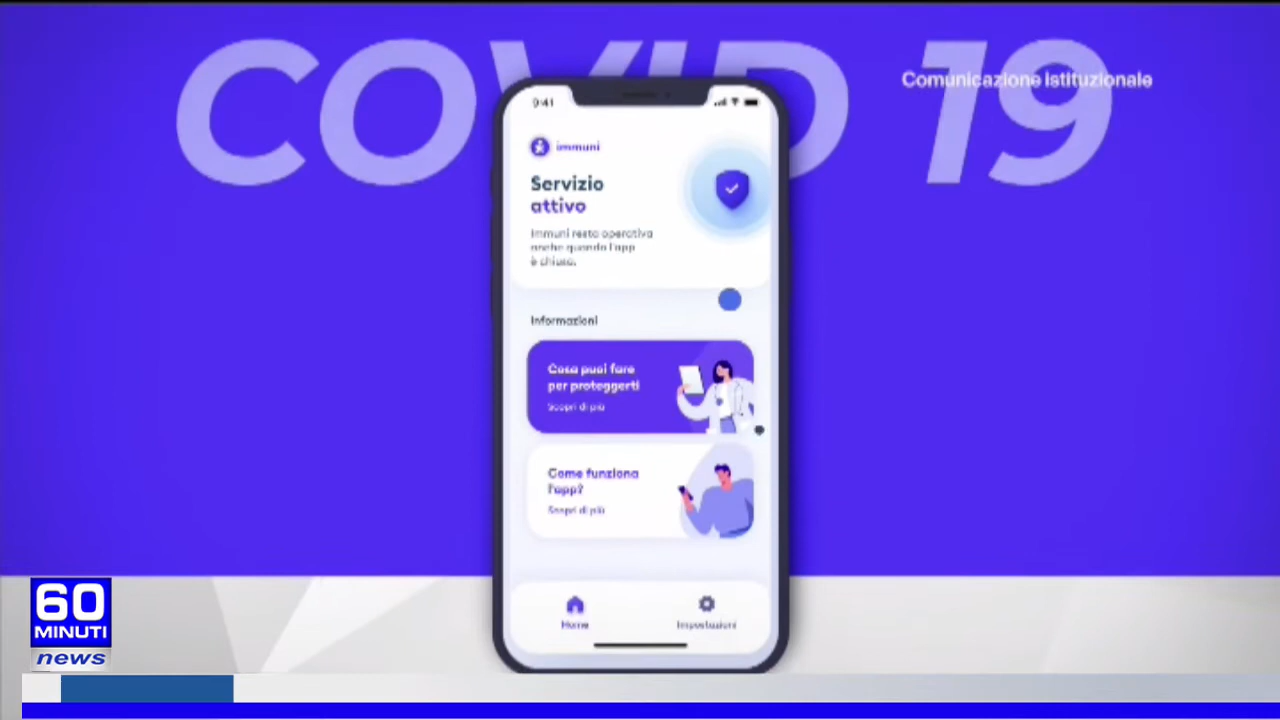 COVID 19
Comunicazione istituzionale
9:41
immuni
Servizio
attivo
Immuni resta operativa
anche quando l'app
è chiusa.
Informazioni
Cosa puoi fare
per proteggerti
Scopri di più
Come funziona
l'app?
Scopri di più
Home
Impostazioni
60
MINUTI
news